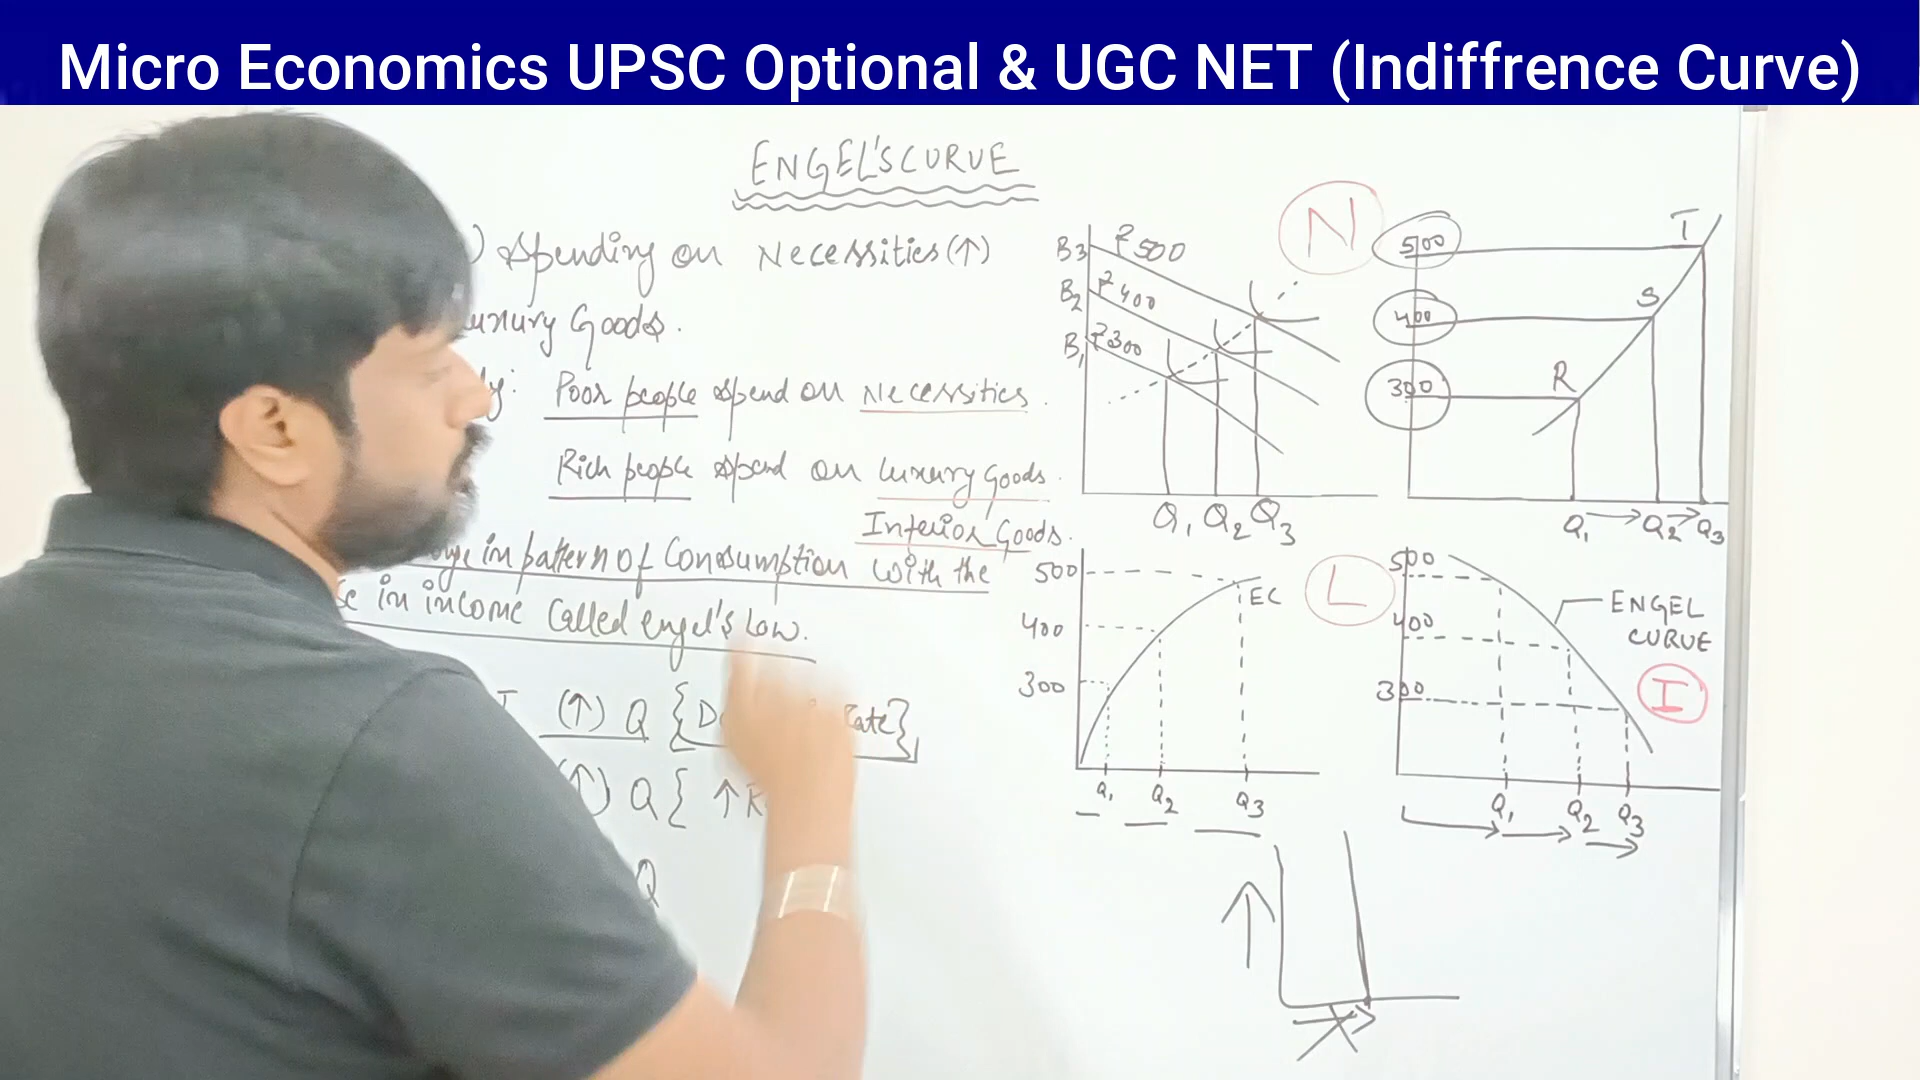 Micro Economics UPSC Optional & UGC NET (Indiffrence Curve)
ENGEL'S CURVE
) Spending on Necessities (↑)
Luxury Goods.
Poor people spend on Necessities.
Rich people spend on luxury goods.
Inferior Goods.
in pattern of Consumption with the
in income Called engel's Low.
(↑) Q {
(↑) Q { ↑
Q
B3 ₹500
B2 ₹400
B1 ₹300
Q1 Q2 Q3
N
500 T
400 S
300 R
Q1 → Q2 → Q3
500 EC
400
300
Q1 Q2 Q3
L
500
400
300
ENGEL
CURVE
I
Q1 Q2 Q3